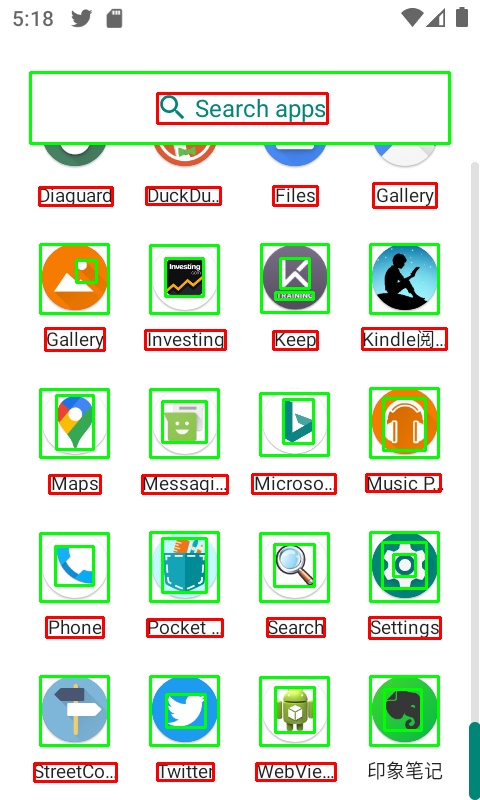 5:18
Search apps
Diaguard DuckDu… Files Gallery
Investing
.com
TRAINING
Gallery Investing Keep Kindle阅…
Maps Messagi… Microso… Music P…
Phone Pocket … Search Settings
StreetCo… Twitter WebVie… 印象笔记